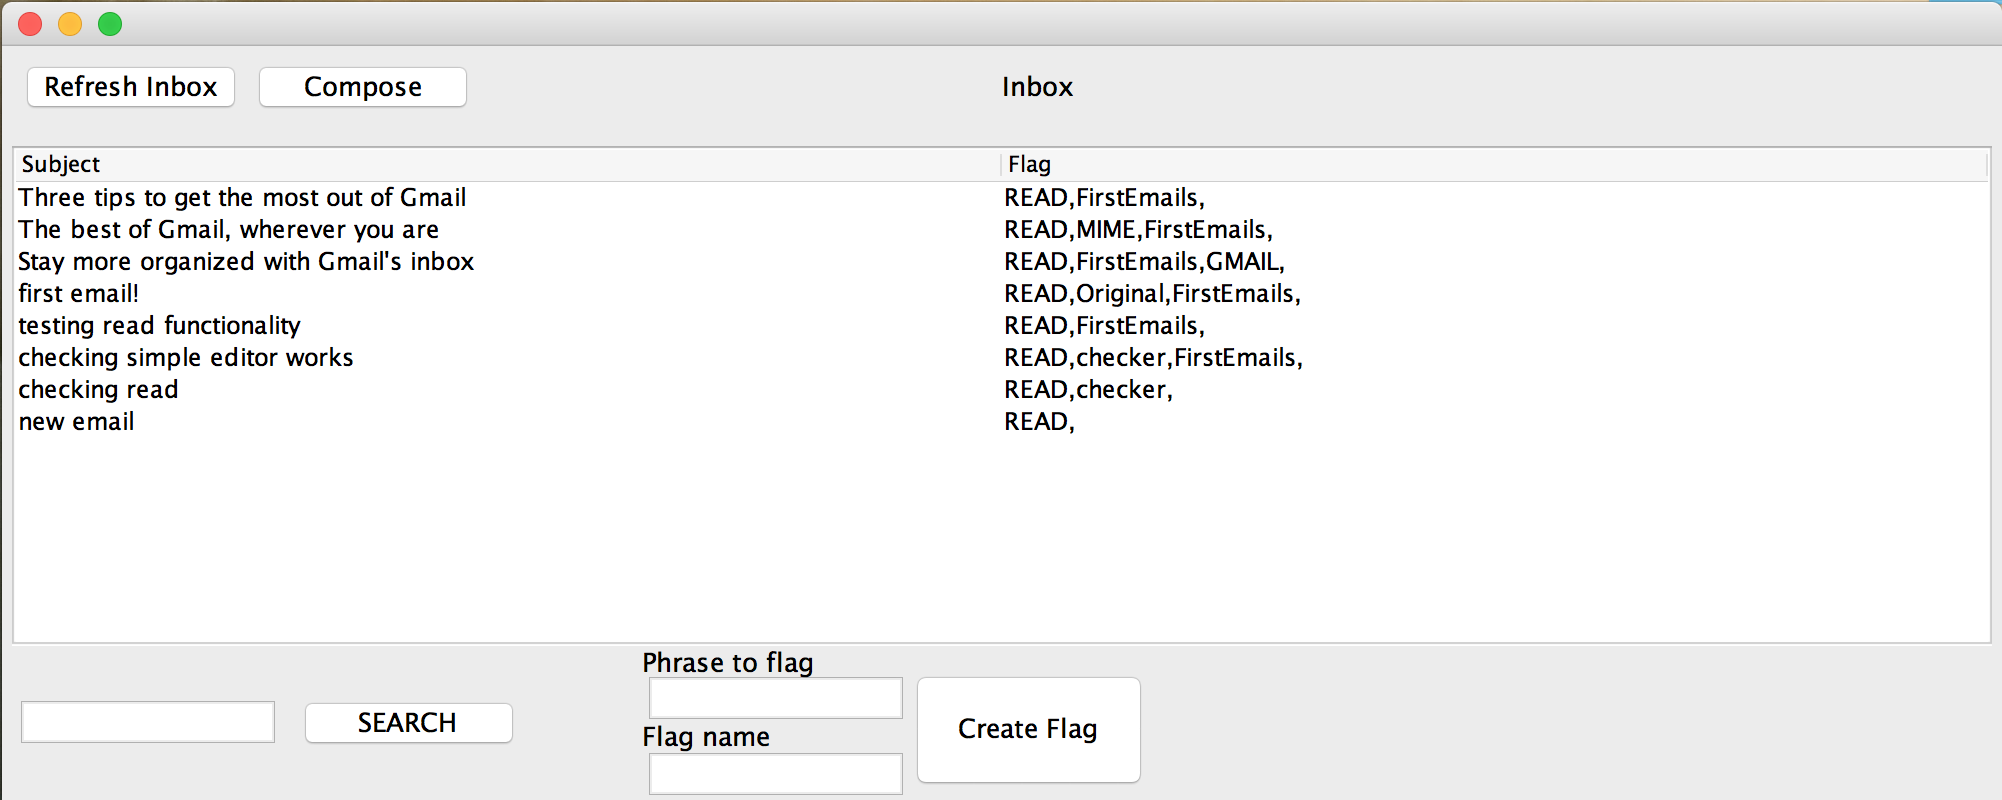 Refresh Inbox Compose Inbox
Subject Flag
Three tips to get the most out of Gmail READ,FirstEmails,
The best of Gmail, wherever you are READ,MIME,FirstEmails,
Stay more organized with Gmail's inbox READ,FirstEmails,GMAIL,
first email! READ,Original,FirstEmails,
testing read functionality READ,FirstEmails,
checking simple editor works READ,checker,FirstEmails,
checking read READ,checker,
new email READ,
Phrase to flag
SEARCH Create Flag
Flag name